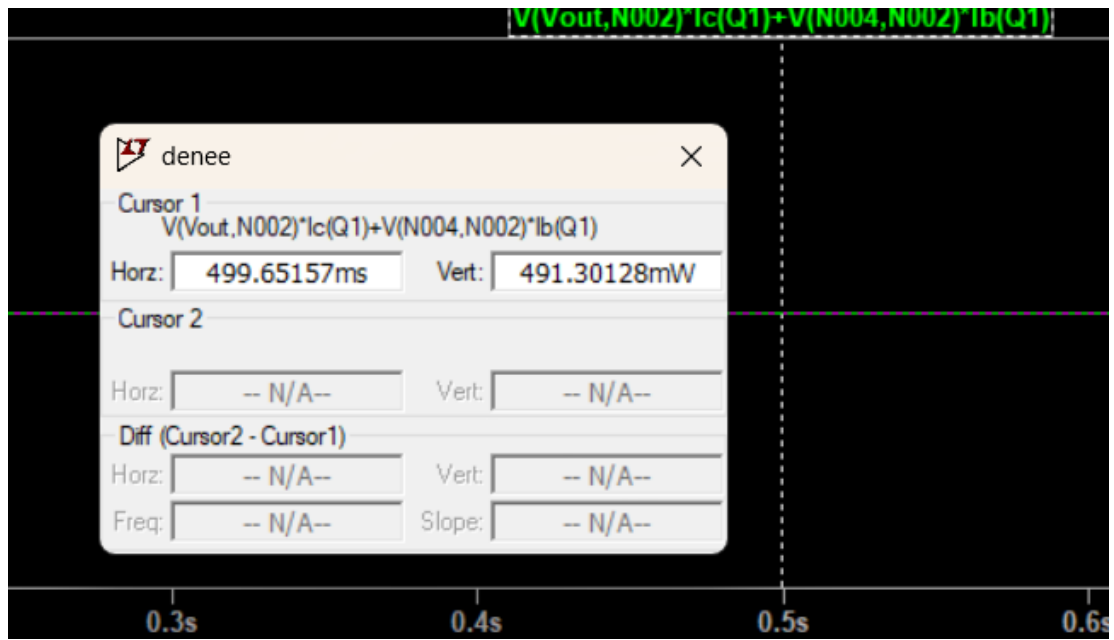 V(Vout,N002)*Ic(Q1)+V(N004,N002)*Ib(Q1)
denee
Cursor 1
V(Vout,N002)*Ic(Q1)+V(N004,N002)*Ib(Q1)
Horz: 499.65157ms Vert: 491.30128mW
Cursor 2
Horz: -- N/A-- Vert: -- N/A--
Diff (Cursor2 - Cursor1)
Horz: -- N/A-- Vert: -- N/A--
Freq: -- N/A-- Slope: -- N/A--
0.3s 0.4s 0.5s 0.6s